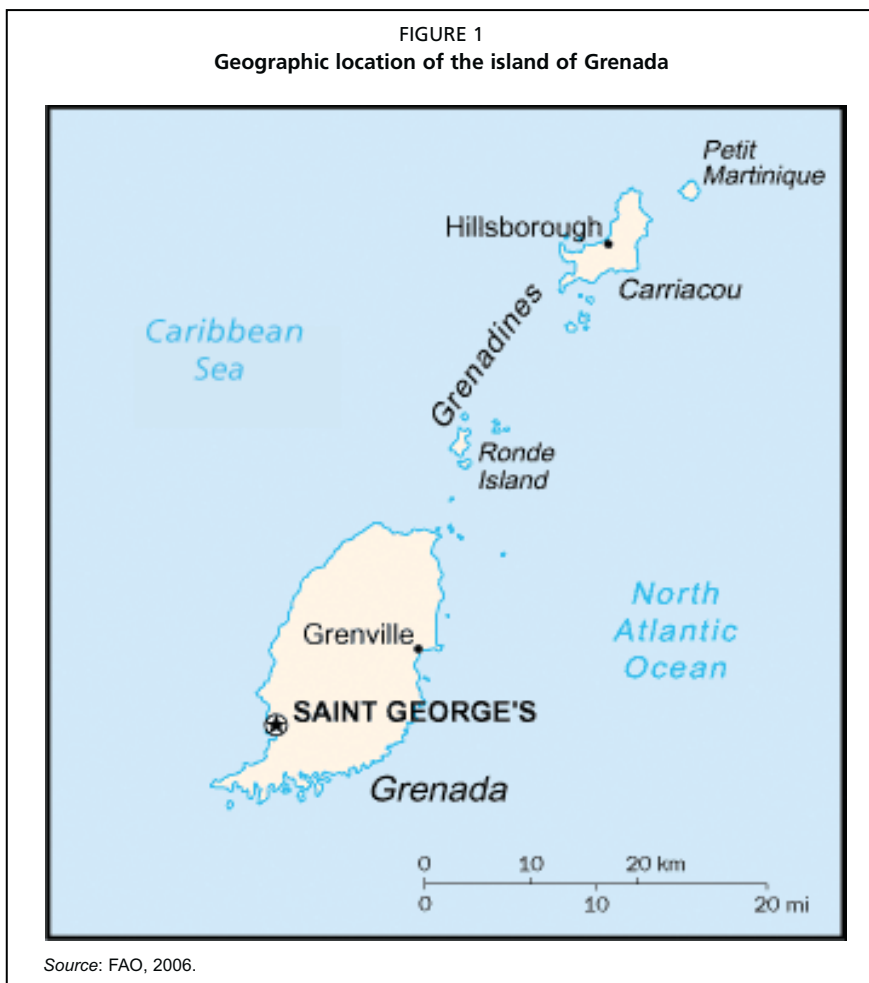 FIGURE 1
Geographic location of the island of Grenada
Petit
Martinique
Hillsborough
Carriacou
Grenadines
Caribbean
Sea
Ronde
Island
North
Atlantic
Ocean
Grenville
SAINT GEORGE'S
Grenada
0 10 20 km
0 10 20 mi
Source: FAO, 2006.